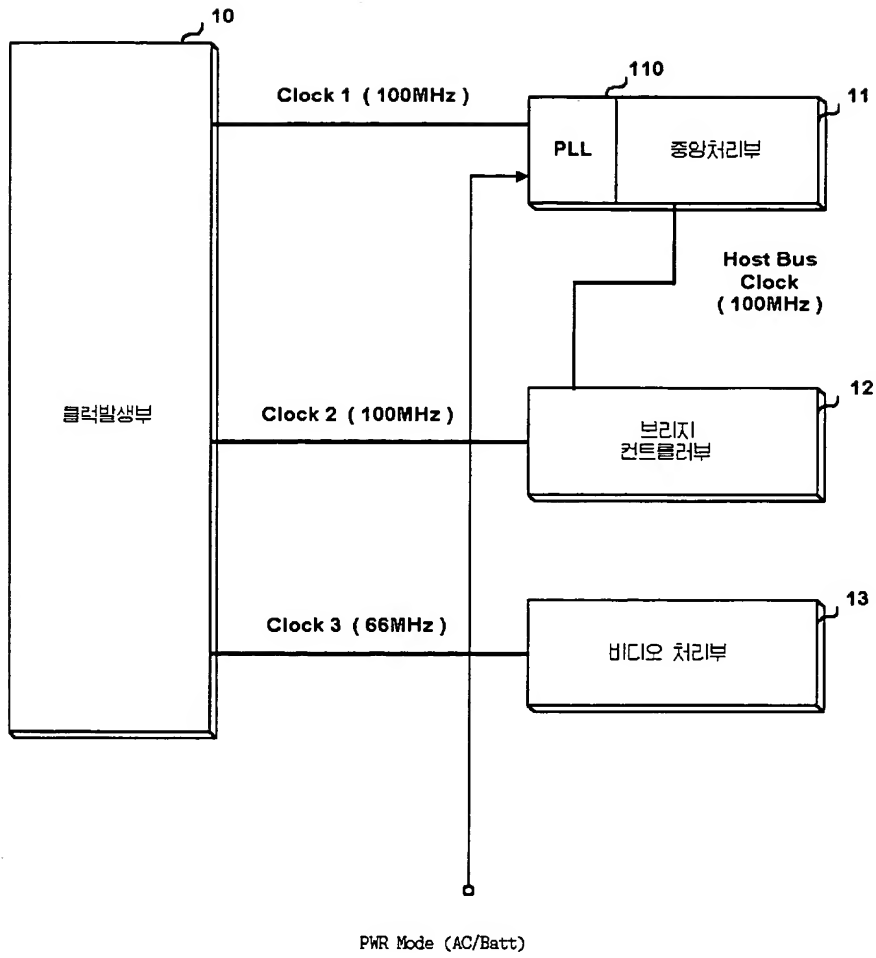 10
110
11
Clock 1 ( 100MHz )
PLL
중앙처리부
Host Bus
Clock
( 100MHz )
12
클럭발생부
Clock 2 ( 100MHz )
브리지
컨트롤러부
13
Clock 3 ( 66MHz )
비디오 처리부
PWR Mode (AC/Batt)